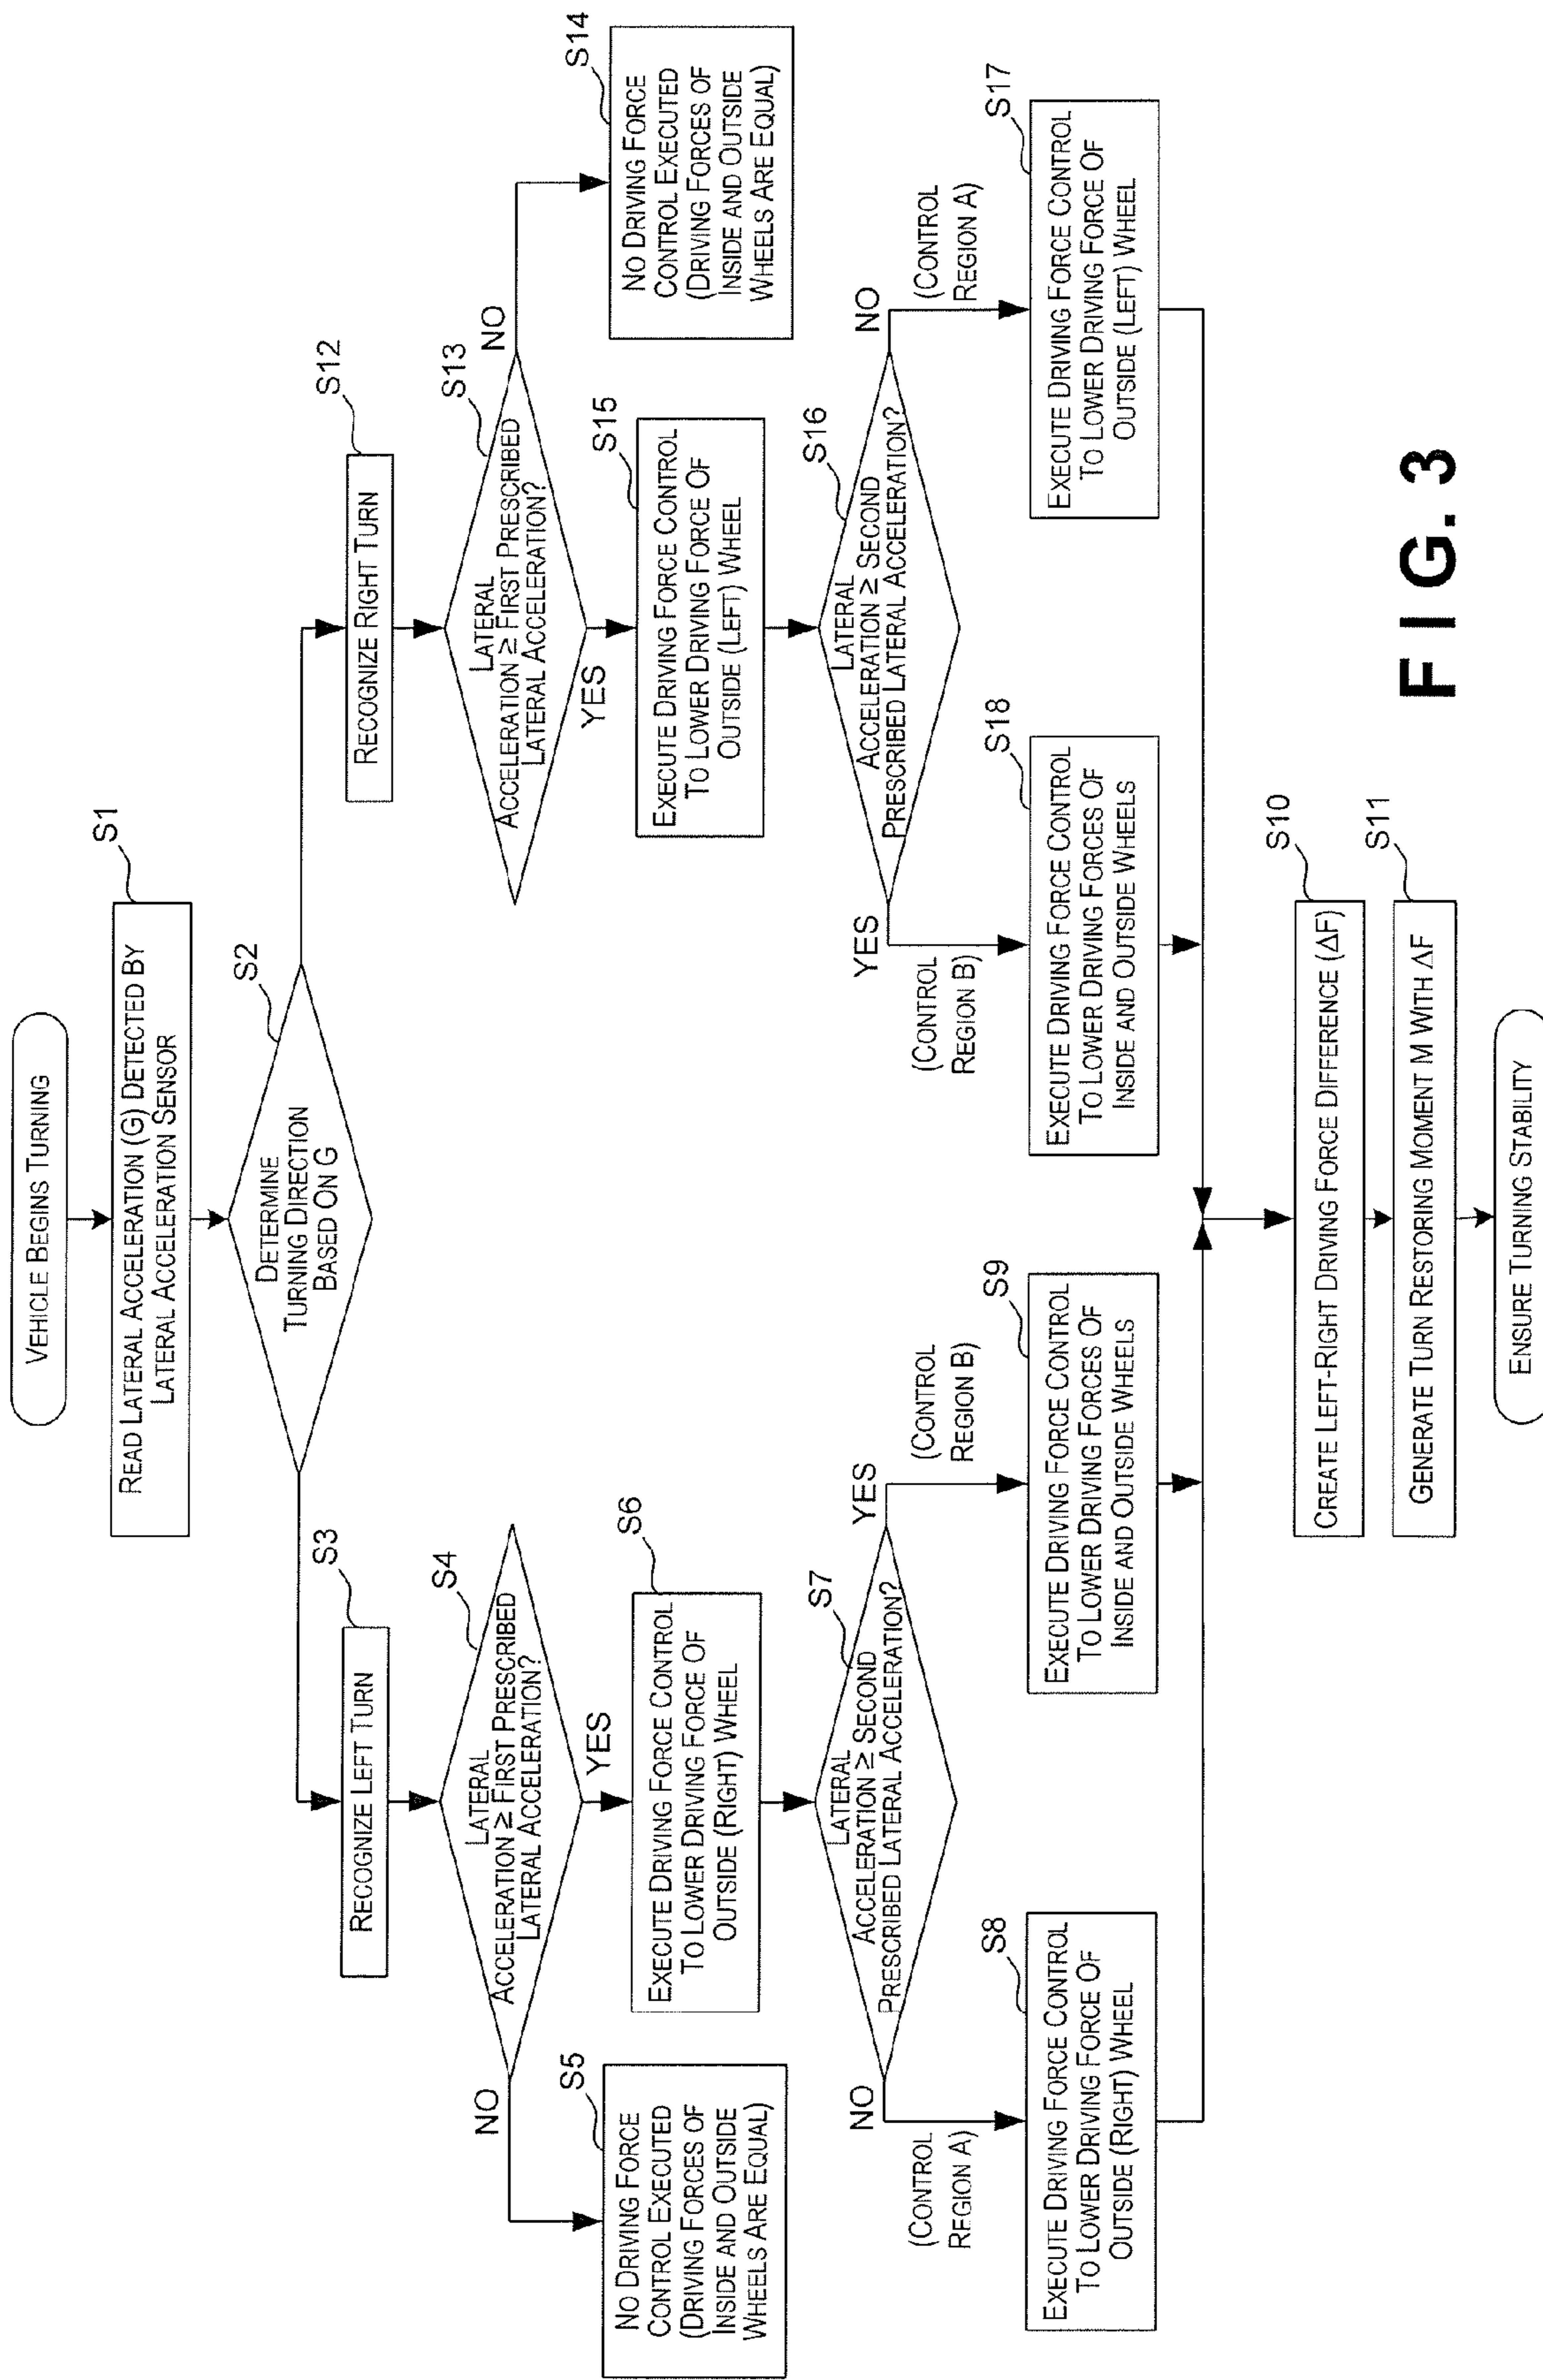 VEHICLE BEGINS TURNING
S1
READ LATERAL ACCELERATION (G) DETECTED BY
LATERAL ACCELERATION SENSOR
S2
DETERMINE
TURNING DIRECTION
BASED ON G
S3
RECOGNIZE LEFT TURN
S4
LATERAL
ACCELERATION ≥ FIRST PRESCRIBED
LATERAL ACCELERATION?
NO
YES
S5
NO DRIVING FORCE
CONTROL EXECUTED
(DRIVING FORCES OF
INSIDE AND OUTSIDE
WHEELS ARE EQUAL)
S6
EXECUTE DRIVING FORCE CONTROL
TO LOWER DRIVING FORCE OF
OUTSIDE (RIGHT) WHEEL
S7
LATERAL
ACCELERATION ≥ SECOND
PRESCRIBED LATERAL ACCELERATION?
NO
(CONTROL
REGION A)
YES
(CONTROL
REGION B)
S8
EXECUTE DRIVING FORCE CONTROL
TO LOWER DRIVING FORCE OF
OUTSIDE (RIGHT) WHEEL
S9
EXECUTE DRIVING FORCE CONTROL
TO LOWER DRIVING FORCES OF
INSIDE AND OUTSIDE WHEELS
S12
RECOGNIZE RIGHT TURN
S13
LATERAL
ACCELERATION ≥ FIRST PRESCRIBED
LATERAL ACCELERATION?
NO
YES
S14
NO DRIVING FORCE
CONTROL EXECUTED
(DRIVING FORCES OF
INSIDE AND OUTSIDE
WHEELS ARE EQUAL)
S15
EXECUTE DRIVING FORCE CONTROL
TO LOWER DRIVING FORCE OF
OUTSIDE (LEFT) WHEEL
S16
LATERAL
ACCELERATION ≥ SECOND
PRESCRIBED LATERAL ACCELERATION?
YES
(CONTROL
REGION B)
NO
(CONTROL
REGION A)
S18
EXECUTE DRIVING FORCE CONTROL
TO LOWER DRIVING FORCES OF
INSIDE AND OUTSIDE WHEELS
S17
EXECUTE DRIVING FORCE CONTROL
TO LOWER DRIVING FORCE OF
OUTSIDE (LEFT) WHEEL
S10
CREATE LEFT-RIGHT DRIVING FORCE DIFFERENCE (ΔF)
S11
GENERATE TURN RESTORING MOMENT M WITH ΔF
ENSURE TURNING STABILITY
FIG. 3